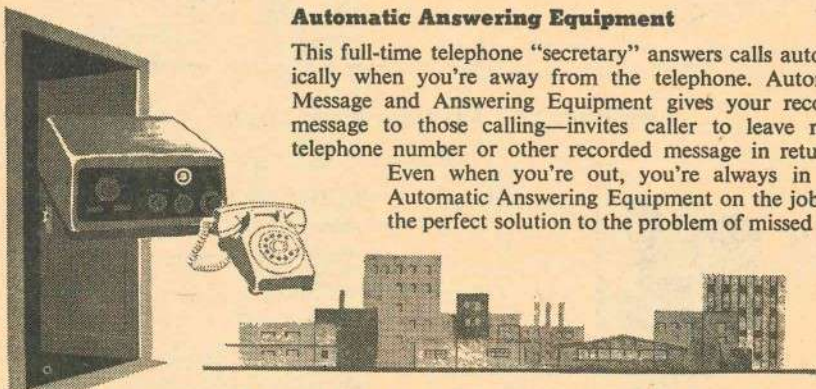 Automatic Answering Equipment
This full-time telephone “secretary” answers calls auto
ically when you're away from the telephone. Auto
Message and Answering Equipment gives your reco
message to those calling—invites caller to leave
telephone number or other recorded message in retu
Even when you're out, you're always in
Automatic Answering Equipment on the job
the perfect solution to the problem of missed